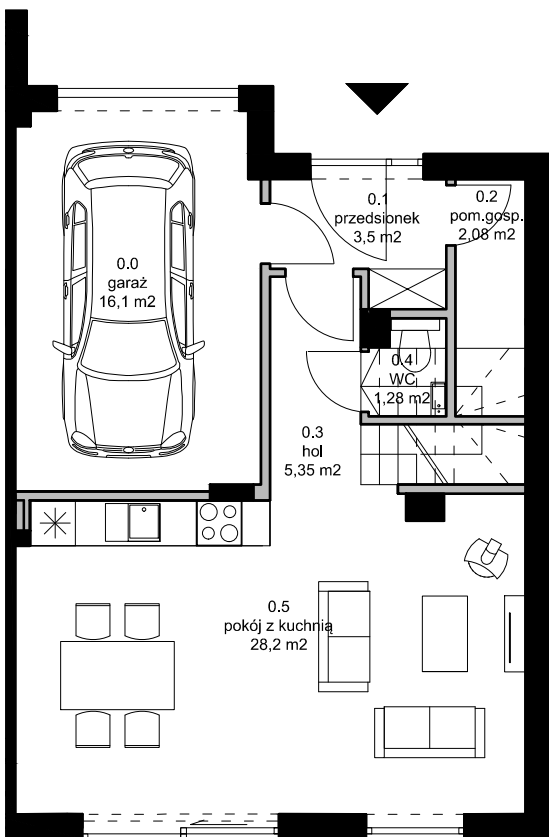 0.0
garaż
16,1 m2
0.1
przedsionek
3,5 m2
0.2
pom.gosp.
2,08 m2
0.4
WC
1,28 m2
0.3
hol
5,35 m2
0.5
pokój z kuchnią
28,2 m2